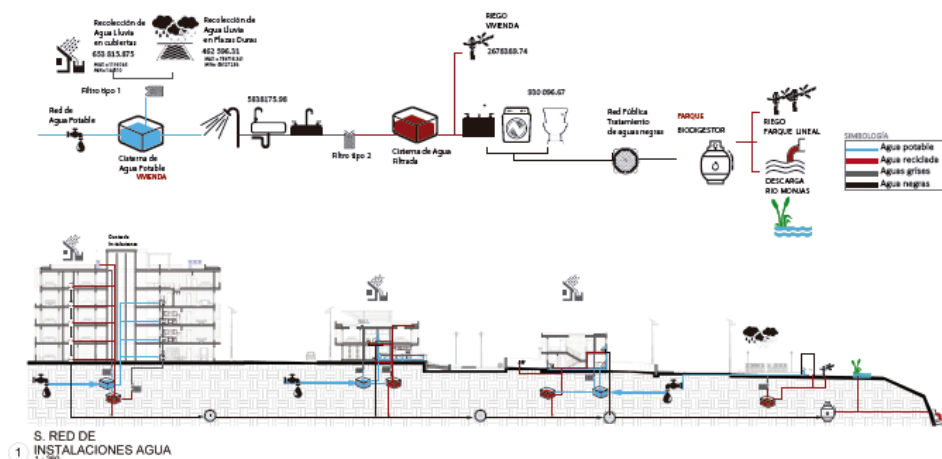 Recolección de
Agua Lluvia
en cubiertas
653 815.875
Recolección de
Agua Lluvia
en Plazas Duras
462 596.31
Filtro tipo 1
Red de
Agua Potable
Cisterna de
Agua Potable
VIVIENDA
5838175.96
Filtro tipo 2
RIEGO
VIVIENDA
2678389.74
Cisterna de Agua
Filtrada
930 096.67
Red Pública
Tratamiento
de aguas negras
PARQUE
BIODIGESTOR
RIEGO
PARQUE LINEAL
DESCARGA
RIO MONJAS
SIMBOLOGÍA
Agua potable
Agua reciclada
Aguas grises
Agua negras
1
S. RED DE
INSTALACIONES AGUA